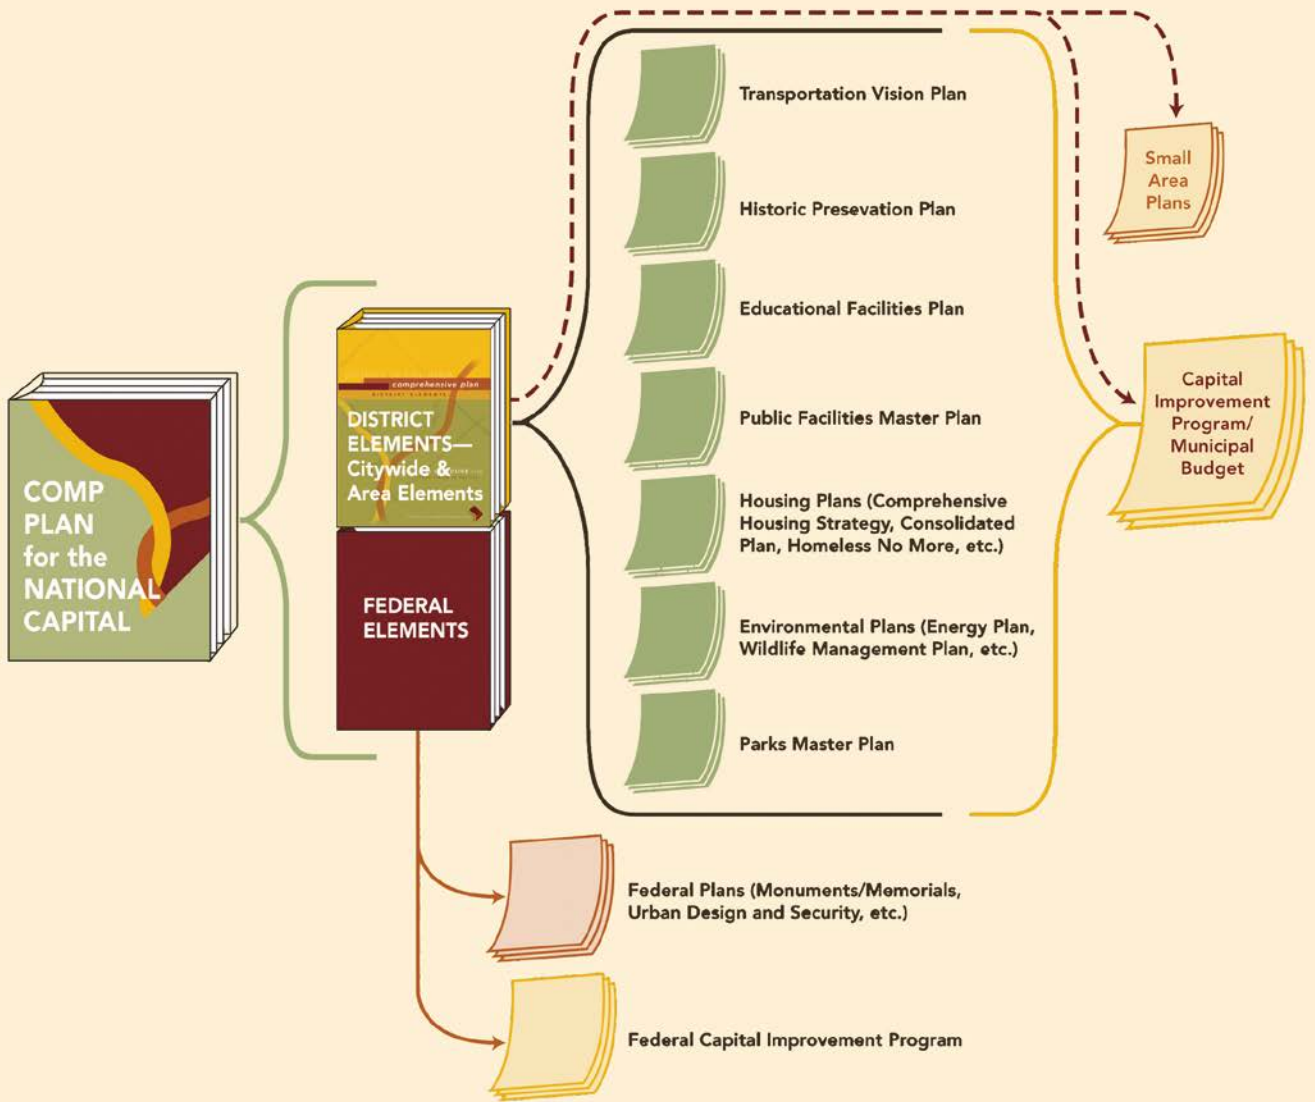 COMP
PLAN
for the
NATIONAL
CAPITAL
comprehensive plan
DISTRICT ELEMENTS
DISTRICT
ELEMENTS—
Citywide &
Area Elements
FEDERAL
ELEMENTS
Transportation Vision Plan
Historic Presevation Plan
Educational Facilities Plan
Public Facilities Master Plan
Housing Plans (Comprehensive
Housing Strategy, Consolidated
Plan, Homeless No More, etc.)
Environmental Plans (Energy Plan,
Wildlife Management Plan, etc.)
Parks Master Plan
Small
Area
Plans
Capital
Improvement
Program/
Municipal
Budget
Federal Plans (Monuments/Memorials,
Urban Design and Security, etc.)
Federal Capital Improvement Program